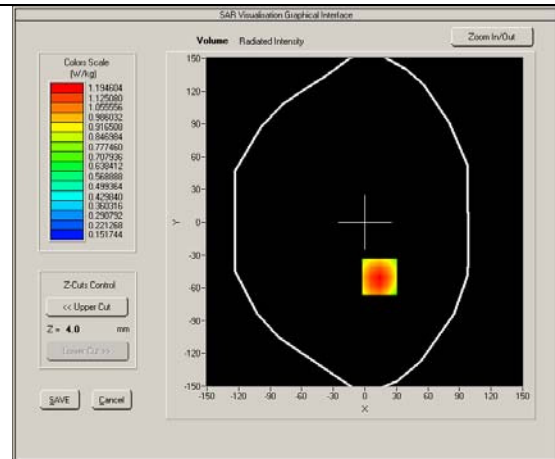 SAR Visualisation Graphical Interface
Volume Radiated Intensity
Zoom In/Out
Colors Scale
(W/kg)
1.194604
1.125080
1.055556
0.986032
0.916508
0.846984
0.777460
0.707936
0.638412
0.568888
0.499364
0.429840
0.360316
0.290792
0.221268
0.151744
Z-Cuts Control
<< Upper Cut
Z = 4.0 mm
Lower Cut >>
SAVE Cancel
150
120
90
60
30
0
-30
-60
-90
-120
-150
Y
-150 -120 -90 -60 -30 0 30 60 90 120 150
X